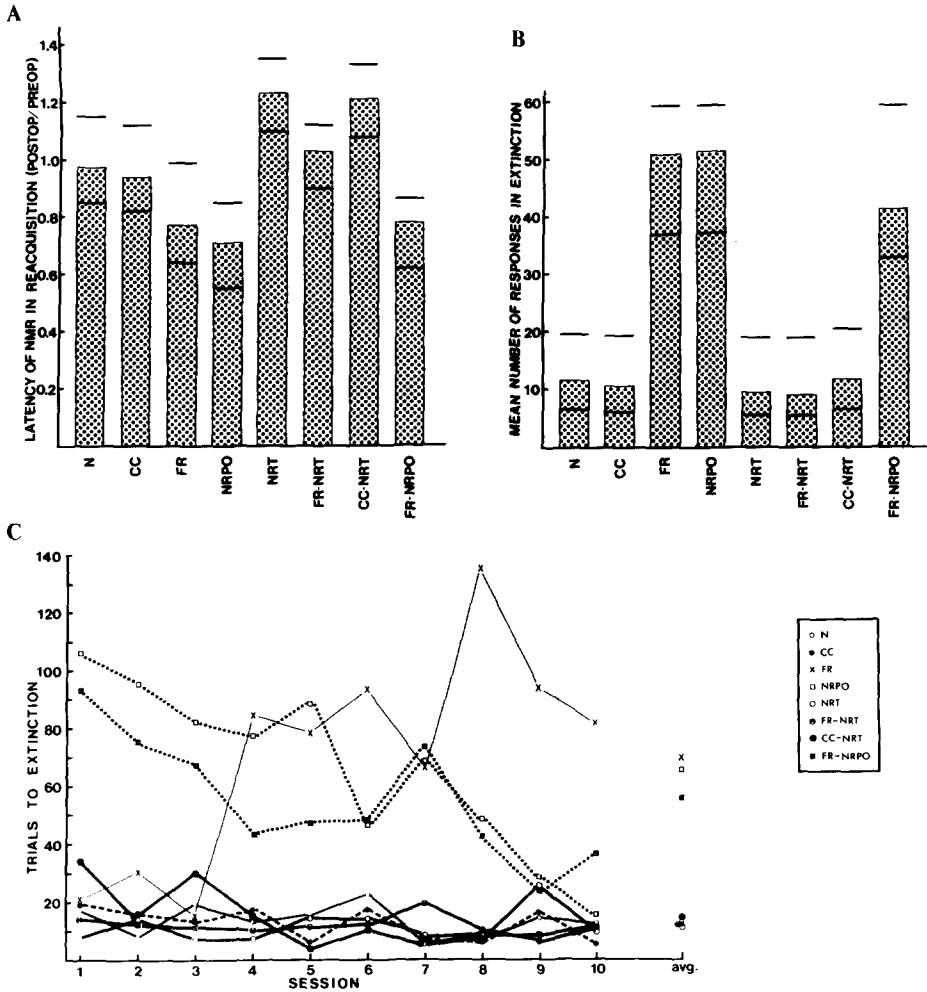 A
LATENCY OF NMR IN REACQUISITION (POSTOP/PREOP)
1.4
1.2
1.0
0.8
0.6
0.4
0.2
N
CC
FR
NRPO
NRT
FR-NRT
CC-NRT
FR-NRPO
B
MEAN NUMBER OF RESPONSES IN EXTINCTION
60
50
40
30
20
10
N
CC
FR
NRPO
NRT
FR-NRT
CC-NRT
FR-NRPO
C
TRIALS TO EXTINCTION
140
120
100
80
60
40
20
1 2 3 4 5 6 7 8 9 10 avg.
SESSION
N
CC
FR
NRPO
NRT
FR-NRT
CC-NRT
FR-NRPO